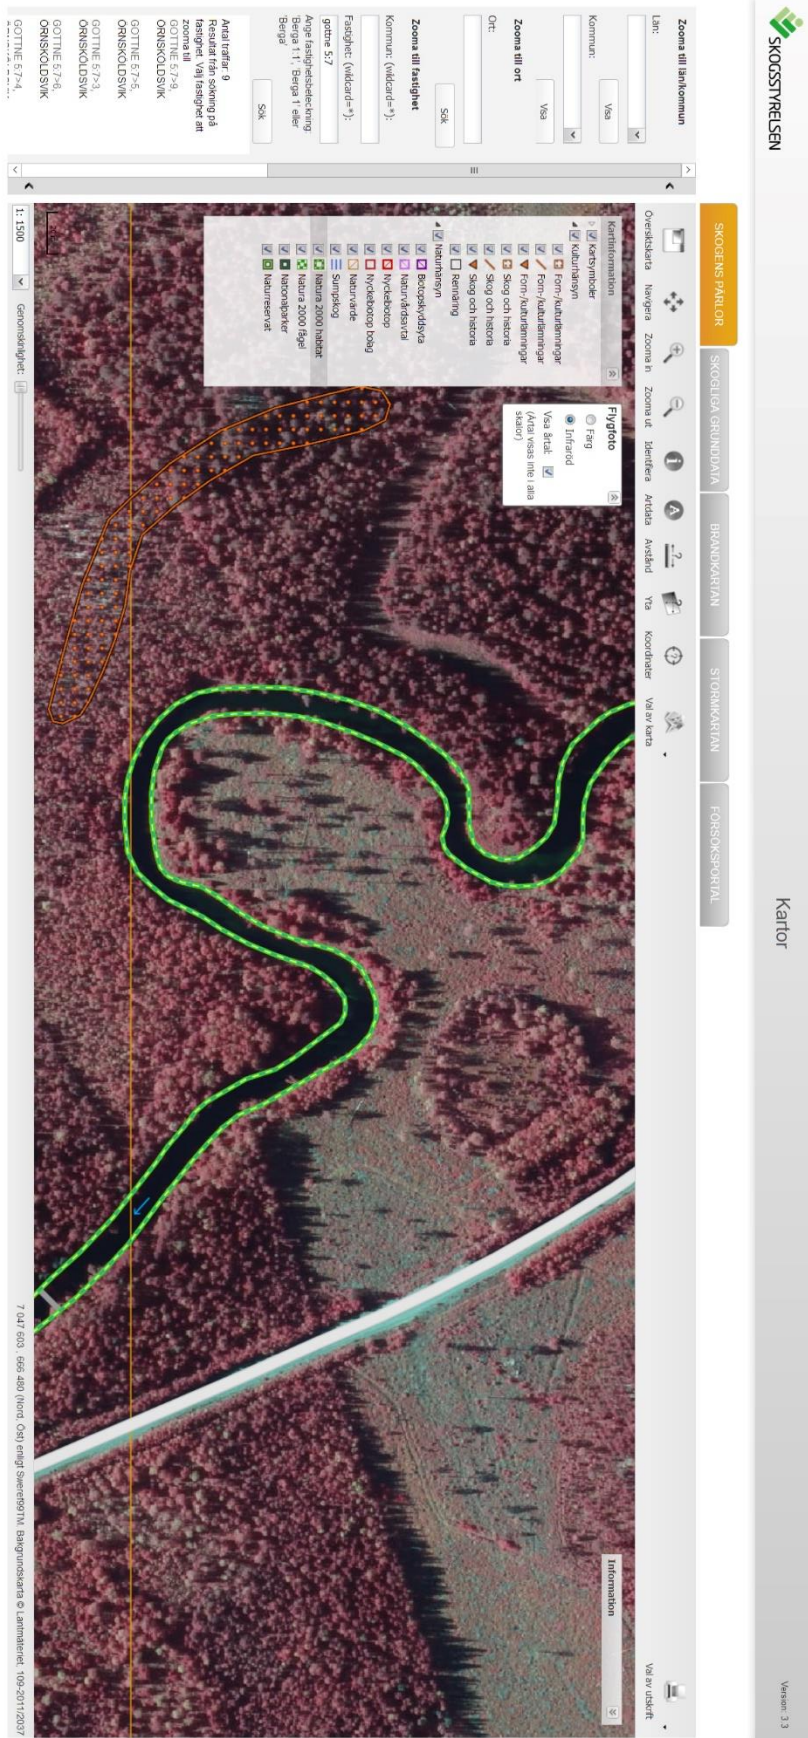 SKOGSSTYRELSEN
Kartor
Version: 3.3
SKOGENS PÄRLOR
SKOGLIGA GRUNDDATA
BRANDKARTAN
STORMKARTAN
FÖRSÖKSPORTAL
Zooma till län/kommun
Län:
Visa
Kommun:
Visa
Zooma till ort
Ort:
Sök
Zooma till fastighet
Kommun: (wildcard=*):
Fastighet: (wildcard=*):
gottne 5:7
Ange fastighetsbeteckning:
'Berga 1:1', 'Berga 1' eller
'Berga'
Sök
Antal träffar: 9
Resultat från sökning på
fastighet. Välj fastighet att
zooma till
GOTTNE 5:7>9,
ÖRNSKÖLDSVIK
GOTTNE 5:7>5,
ÖRNSKÖLDSVIK
GOTTNE 5:7>3,
ÖRNSKÖLDSVIK
GOTTNE 5:7>6,
ÖRNSKÖLDSVIK
GOTTNE 5:7>4,
Översiktskarta
Navigera
Zooma in
Zooma ut
Identifiera
Artdata
Avstånd
Yta
Koordinater
Val av karta
Val av utskrift
Kartinformation
Kartsymboler
Kulturhänsyn
Forn-/kulturlämningar
Forn-/kulturlämningar
Forn-/kulturlämningar
Skog och historia
Skog och historia
Skog och historia
Rennäring
Naturhänsyn
Biotopskyddsyta
Naturvårdsavtal
Nyckelbiotop
Nyckelbiotop bolag
Naturvärde
Sumpskog
Natura 2000 habitat
Natura 2000 fågel
Nationalparker
Naturreservat
Flygfoto
Färg
Infraröd
Visa årtal:
(Årtal visas inte i alla
skalor)
Information
1: 1500
Genomskinlighet:
7 047 603 , 666 480 (Nord, Öst) enligt Sweref99TM. Bakgrundskarta © Lantmäteriet, 109-2011/2037